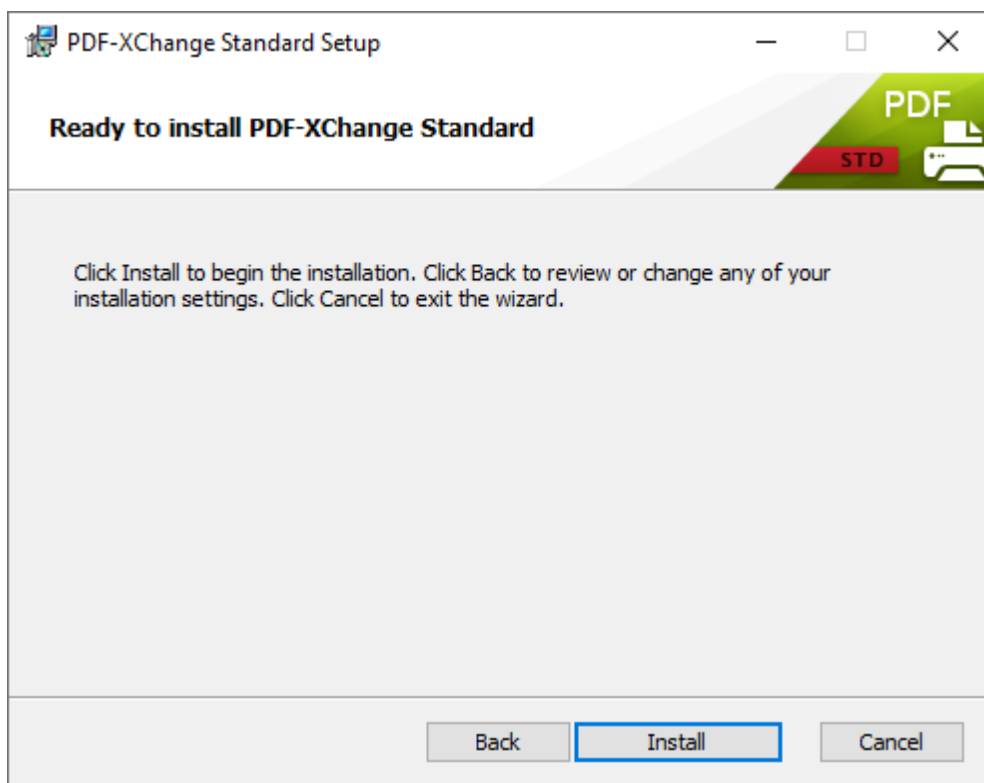 PDF-XChange Standard Setup
Ready to install PDF-XChange Standard
PDF
STD
Click Install to begin the installation. Click Back to review or change any of your
installation settings. Click Cancel to exit the wizard.
Back Install Cancel